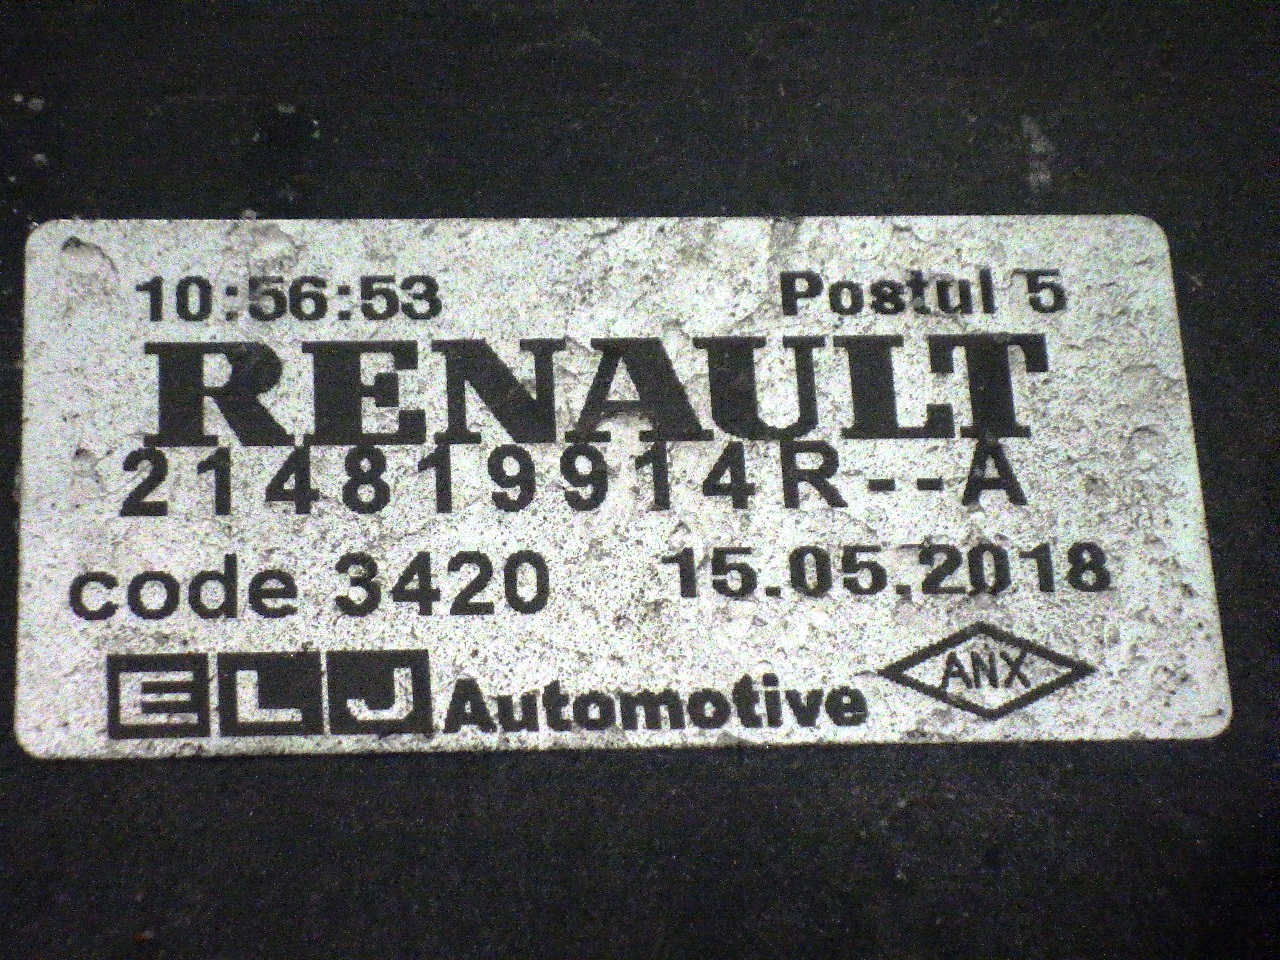 10:56:53 Postul 5
RENAULT
214819914R--A
code 3420 15.05.2018
ELJ Automotive ANX